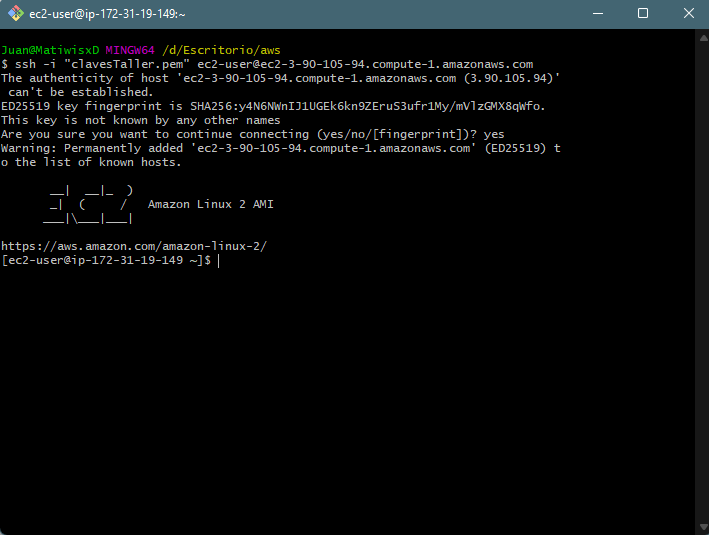 ec2-user@ip-172-31-19-149:~
Juan@MatiwisxD MINGW64 /d/Escritorio/aws
$ ssh -i "clavesTaller.pem" ec2-user@ec2-3-90-105-94.compute-1.amazonaws.com
The authenticity of host 'ec2-3-90-105-94.compute-1.amazonaws.com (3.90.105.94)'
 can't be established.
ED25519 key fingerprint is SHA256:y4N6NWnIJ1UGEk6kn9ZEruS3ufr1My/mVlzGMX8qWfo.
This key is not known by any other names
Are you sure you want to continue connecting (yes/no/[fingerprint])? yes
Warning: Permanently added 'ec2-3-90-105-94.compute-1.amazonaws.com' (ED25519) t
o the list of known hosts.

       __|  __|_  )
       _|  (     /   Amazon Linux 2 AMI
      ___|\___|___|

https://aws.amazon.com/amazon-linux-2/
[ec2-user@ip-172-31-19-149 ~]$